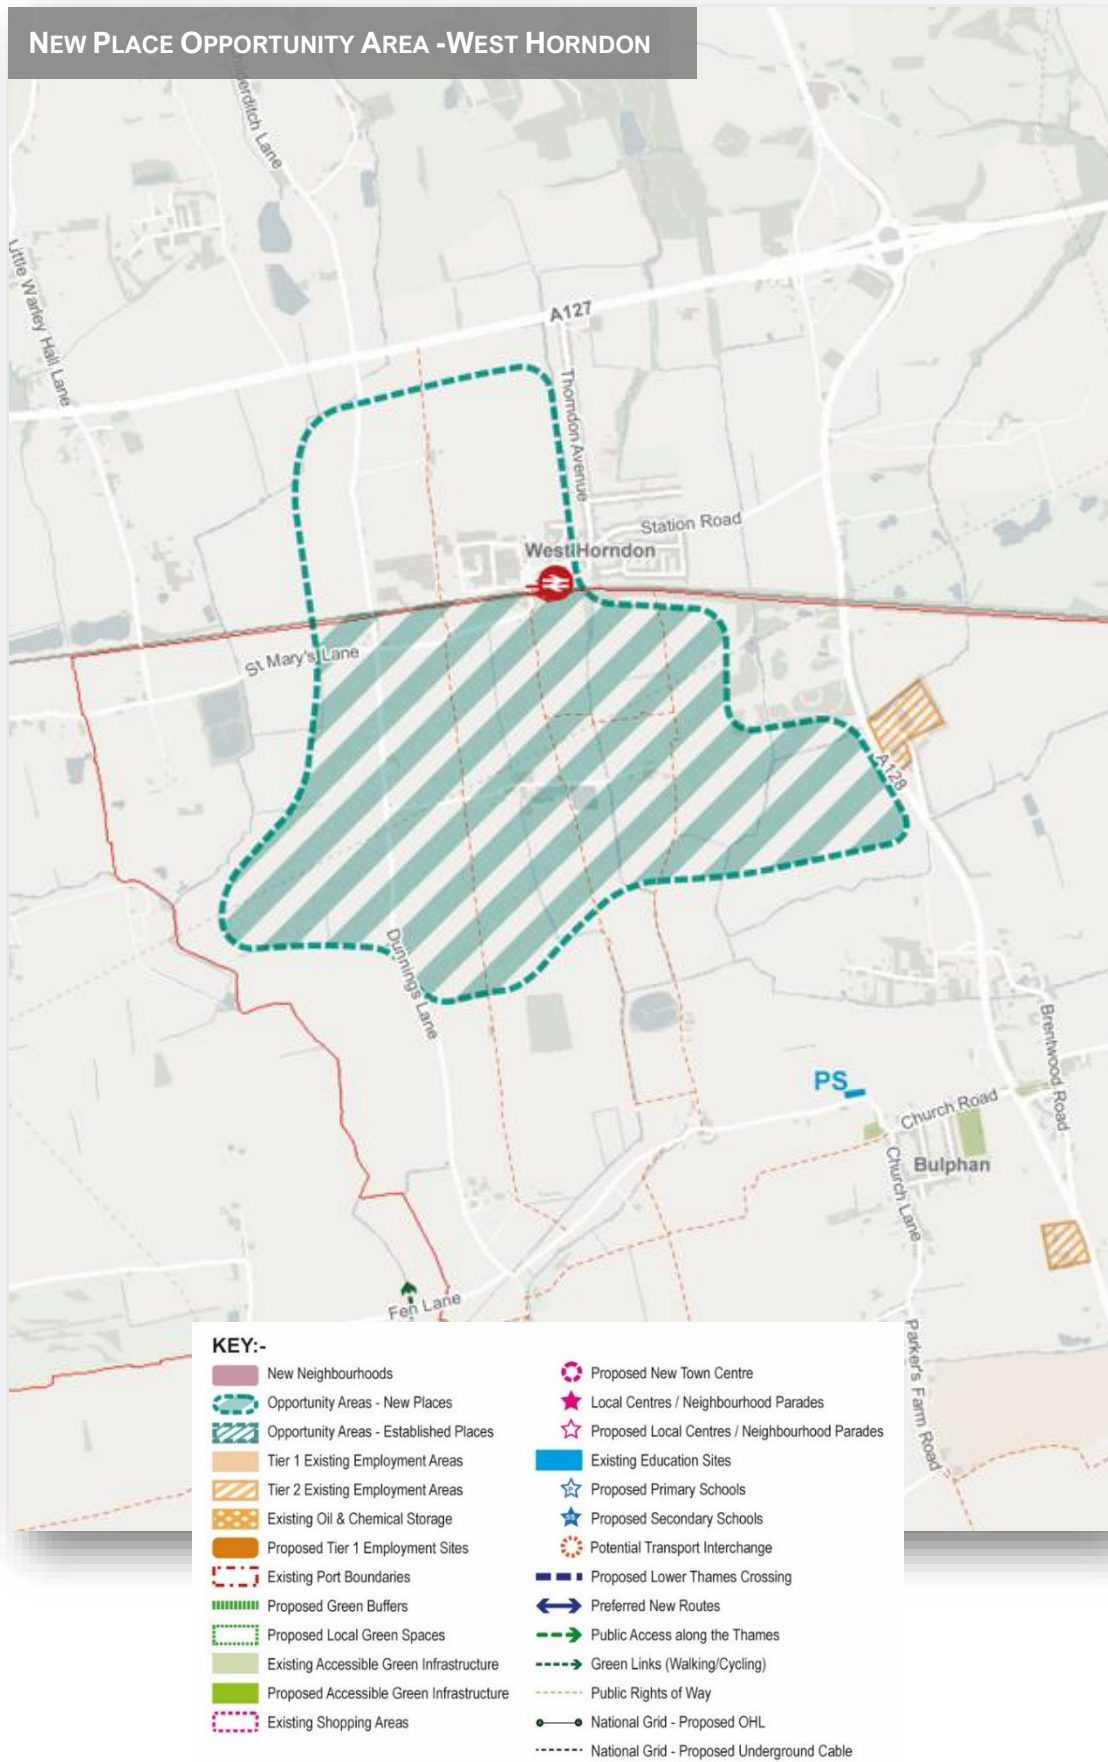 NEW PLACE OPPORTUNITY AREA -WEST HORNDON
Little Warley Hall Lane
A127
Thorndon Avenue
Station Road
West Horndon
St Mary's Lane
A128
Dunnings Lane
PS
Brentwood Road
Church Road
Bulphan
Church Lane
Fen Lane
Parker's Farm Road
KEY:-
New Neighbourhoods
Opportunity Areas - New Places
Opportunity Areas - Established Places
Tier 1 Existing Employment Areas
Tier 2 Existing Employment Areas
Existing Oil & Chemical Storage
Proposed Tier 1 Employment Sites
Existing Port Boundaries
Proposed Green Buffers
Proposed Local Green Spaces
Existing Accessible Green Infrastructure
Proposed Accessible Green Infrastructure
Existing Shopping Areas
Proposed New Town Centre
Local Centres / Neighbourhood Parades
Proposed Local Centres / Neighbourhood Parades
Existing Education Sites
P Proposed Primary Schools
SS Proposed Secondary Schools
Potential Transport Interchange
Proposed Lower Thames Crossing
Preferred New Routes
Public Access along the Thames
Green Links (Walking/Cycling)
Public Rights of Way
National Grid - Proposed OHL
National Grid - Proposed Underground Cable